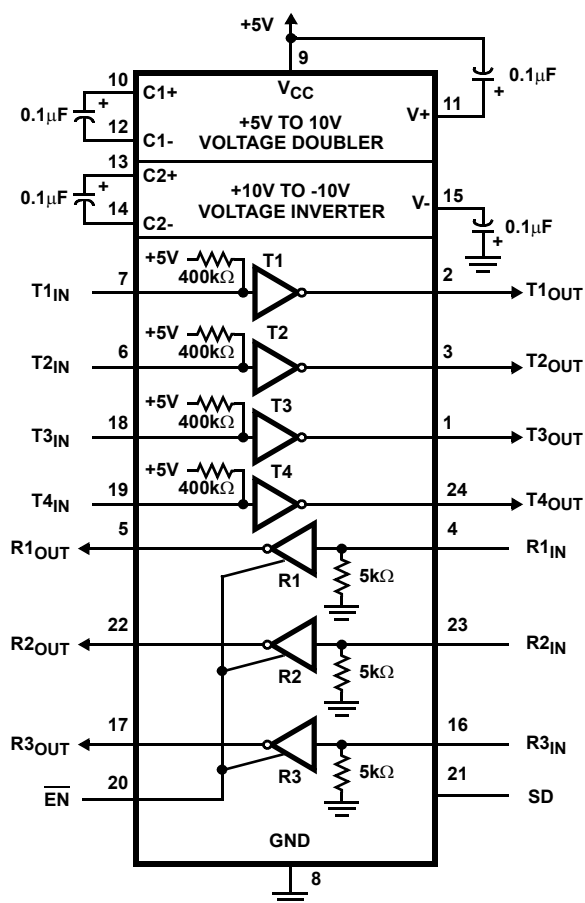 +5V
9
10
0.1μF
+
12
C1+
C1-
VCC
+5V TO 10V
VOLTAGE DOUBLER
V+
11
0.1μF
+
13
0.1μF
+
14
C2+
C2-
+10V TO -10V
VOLTAGE INVERTER
V-
15
0.1μF
+
T1IN
7
+5V
400kΩ
T1
2
T1OUT
T2IN
6
+5V
400kΩ
T2
3
T2OUT
T3IN
18
+5V
400kΩ
T3
1
T3OUT
T4IN
19
+5V
400kΩ
T4
24
T4OUT
R1OUT
5
R1
5kΩ
4
R1IN
R2OUT
22
R2
5kΩ
23
R2IN
R3OUT
17
R3
5kΩ
16
R3IN
E̅N̅
20
21
SD
GND
8